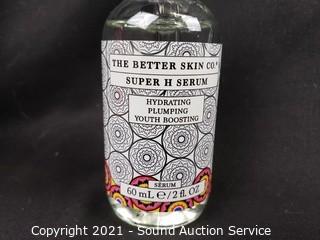 THE BETTER SKIN CO.®
SUPER H SERUM
HYDRATING
PLUMPING
YOUTH BOOSTING
SÉRUM
60 mL ℮ / 2 fl. OZ
Copyright 2021 - Sound Auction Service